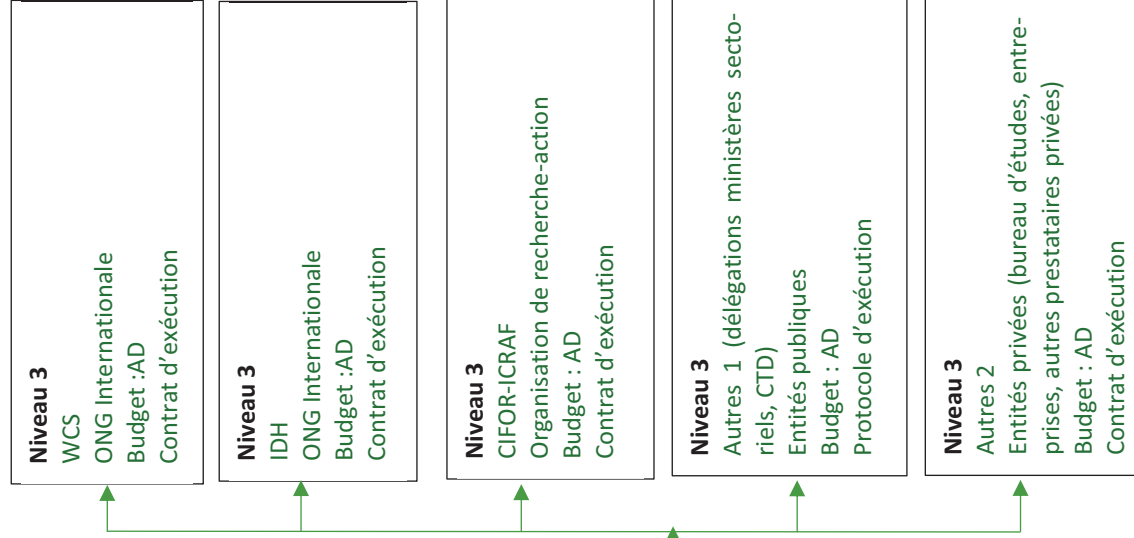 Niveau 3
WCS
ONG Internationale
Budget :AD
Contrat d'exécution
Niveau 3
IDH
ONG Internationale
Budget :AD
Contrat d'exécution
Niveau 3
CIFOR-ICRAF
Organisation de recherche-action
Budget : AD
Contrat d'exécution
Niveau 3
Autres 1 (délégations ministères secto-
riels, CTD)
Entités publiques
Budget : AD
Protocole d'exécution
Niveau 3
Autres 2
Entités privées (bureau d'études, entre-
prises, autres prestataires privées)
Budget : AD
Contrat d'exécution